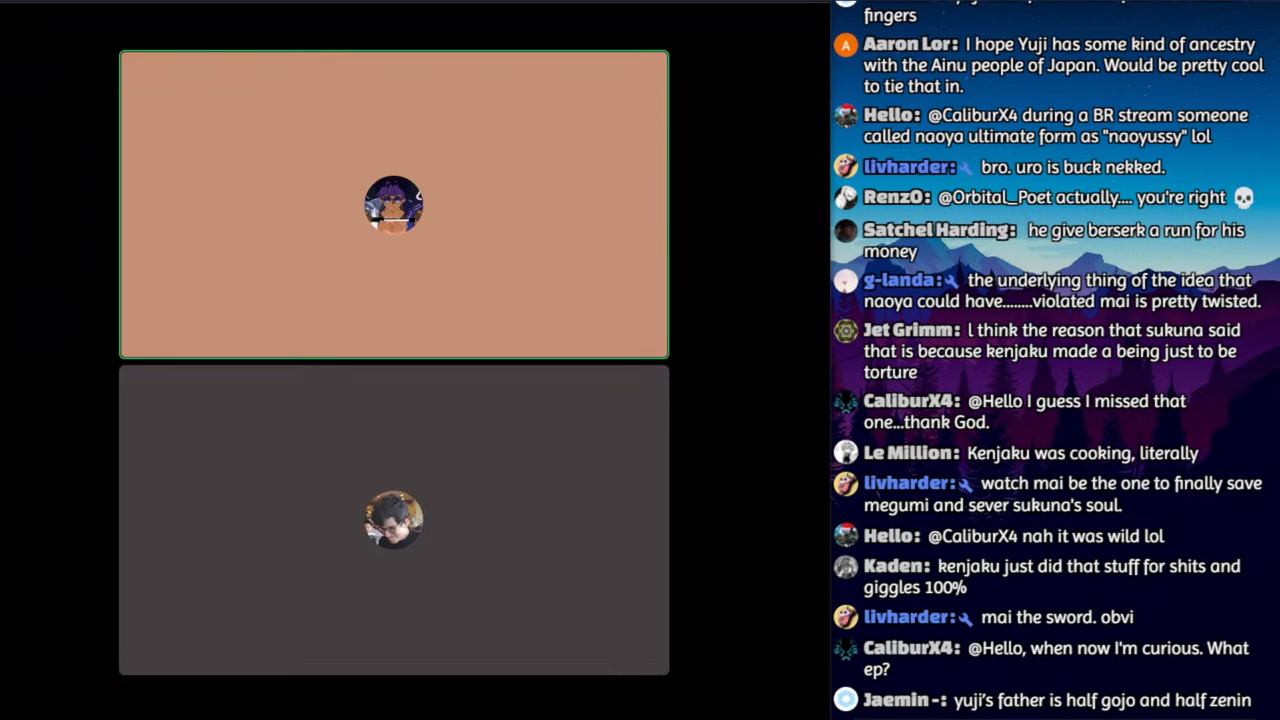 fingers
A
Aaron Lor: I hope Yuji has some kind of ancestry
with the Ainu people of Japan. Would be pretty cool
to tie that in.
Hello: @CaliburX4 during a BR stream someone
called naoya ultimate form as "naoyussy" lol
livharder: bro. uro is buck nekked.
RenzO: @Orbital_Poet actually.... you're right 💀
Satchel Harding: he give berserk a run for his
money
g-landa: the underlying thing of the idea that
naoya could have........violated mai is pretty twisted.
Jet Grimm: l think the reason that sukuna said
that is because kenjaku made a being just to be
torture
CaliburX4: @Hello I guess I missed that
one...thank God.
Le Million: Kenjaku was cooking, literally
livharder: watch mai be the one to finally save
megumi and sever sukuna's soul.
Hello: @CaliburX4 nah it was wild lol
Kaden: kenjaku just did that stuff for shits and
giggles 100%
livharder: mai the sword. obvi
CaliburX4: @Hello, when now I'm curious. What
ep?
Jaemin -: yuji’s father is half gojo and half zenin